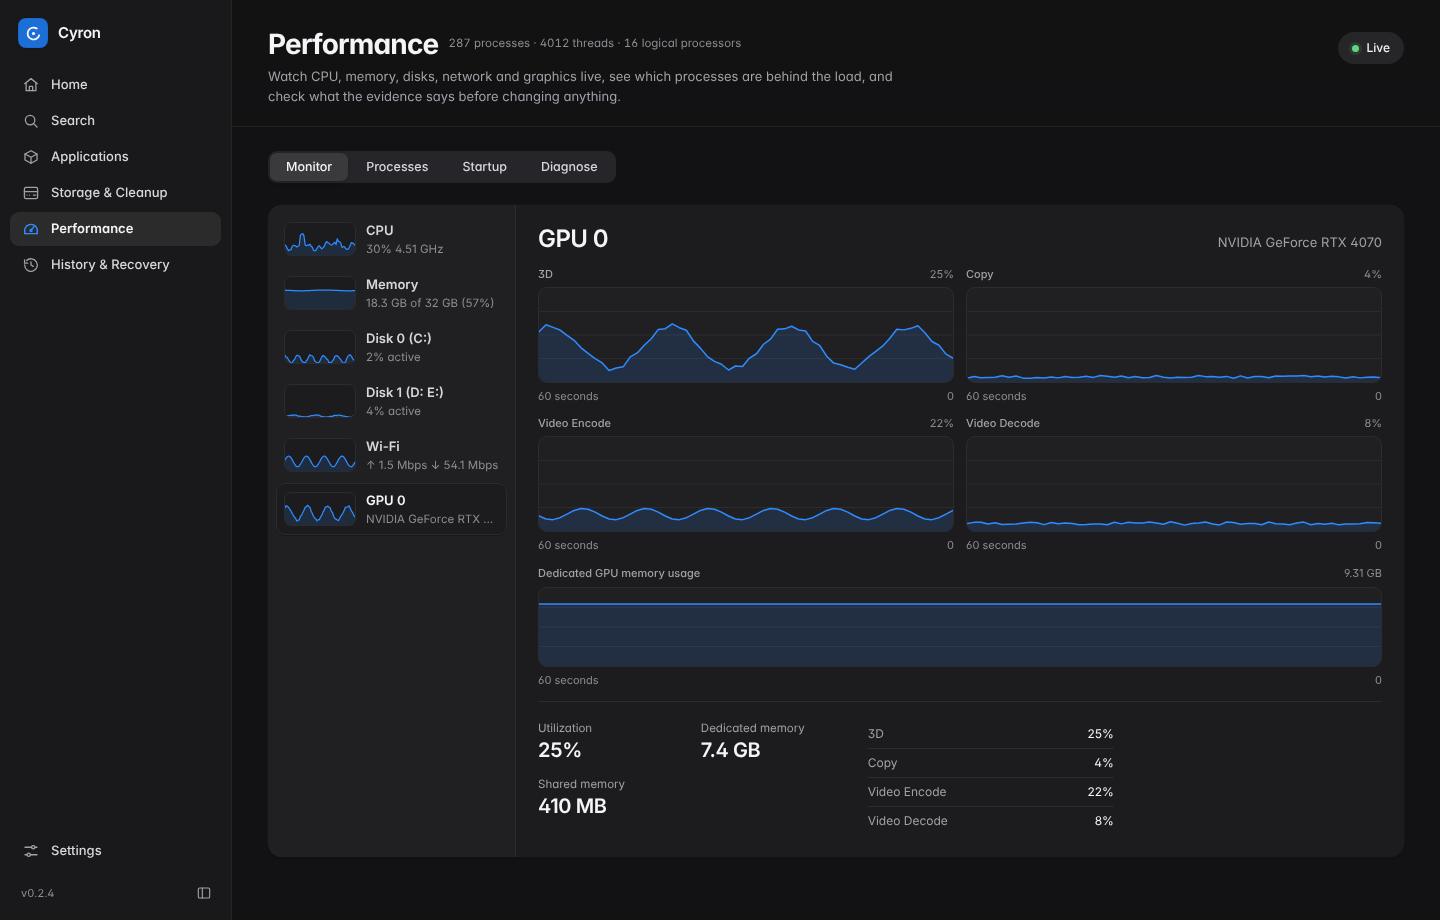 Cyron
Home
Search
Applications
Storage & Cleanup
Performance
History & Recovery
Settings
v0.2.4
Performance 287 processes · 4012 threads · 16 logical processors
Watch CPU, memory, disks, network and graphics live, see which processes are behind the load, and
check what the evidence says before changing anything.
Live
Monitor Processes Startup Diagnose
CPU
30% 4.51 GHz
Memory
18.3 GB of 32 GB (57%)
Disk 0 (C:)
2% active
Disk 1 (D: E:)
4% active
Wi-Fi
↑ 1.5 Mbps ↓ 54.1 Mbps
GPU 0
NVIDIA GeForce RTX ...
GPU 0 NVIDIA GeForce RTX 4070
3D 25% Copy 4%
60 seconds 0 60 seconds 0
Video Encode 22% Video Decode 8%
60 seconds 0 60 seconds 0
Dedicated GPU memory usage 9.31 GB
60 seconds 0
Utilization
25%
Dedicated memory
7.4 GB
Shared memory
410 MB
3D 25%
Copy 4%
Video Encode 22%
Video Decode 8%